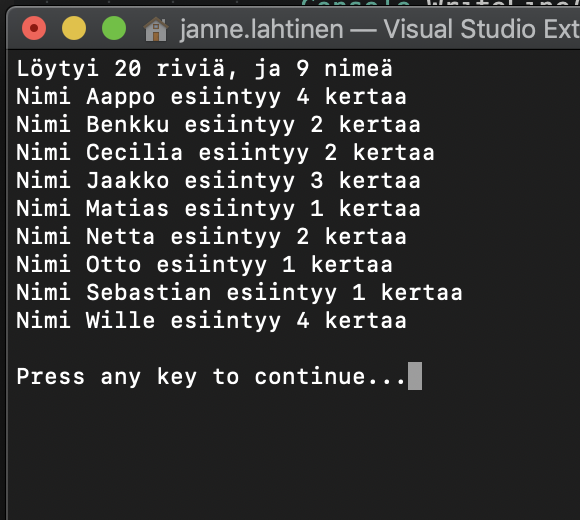 Console.WriteLine(
janne.lahtinen — Visual Studio Ext
Löytyi 20 riviä, ja 9 nimeä
Nimi Aappo esiintyy 4 kertaa
Nimi Benkku esiintyy 2 kertaa
Nimi Cecilia esiintyy 2 kertaa
Nimi Jaakko esiintyy 3 kertaa
Nimi Matias esiintyy 1 kertaa
Nimi Netta esiintyy 2 kertaa
Nimi Otto esiintyy 1 kertaa
Nimi Sebastian esiintyy 1 kertaa
Nimi Wille esiintyy 4 kertaa
Press any key to continue...